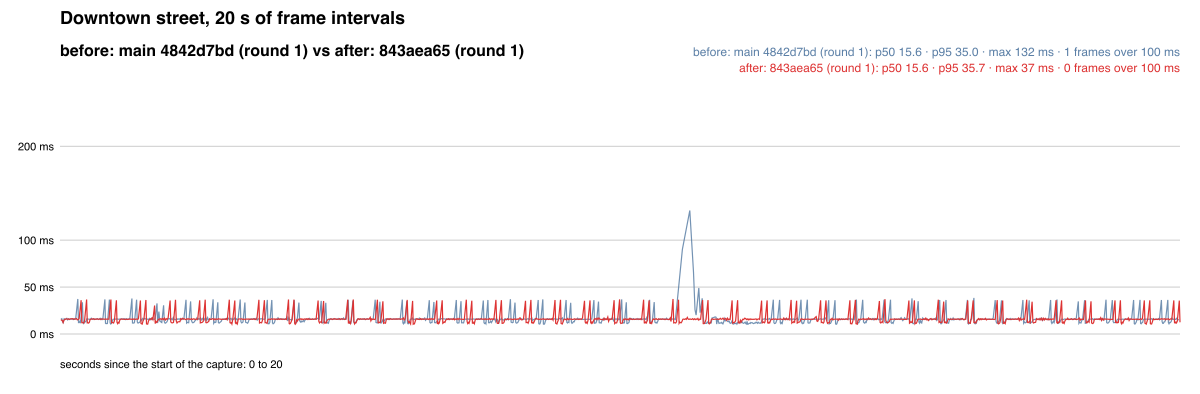 Downtown street, 20 s of frame intervals
before: main 4842d7bd (round 1) vs after: 843aea65 (round 1)
before: main 4842d7bd (round 1): p50 15.6 · p95 35.0 · max 132 ms · 1 frames over 100 ms
after: 843aea65 (round 1): p50 15.6 · p95 35.7 · max 37 ms · 0 frames over 100 ms
200 ms
100 ms
50 ms
0 ms
seconds since the start of the capture: 0 to 20